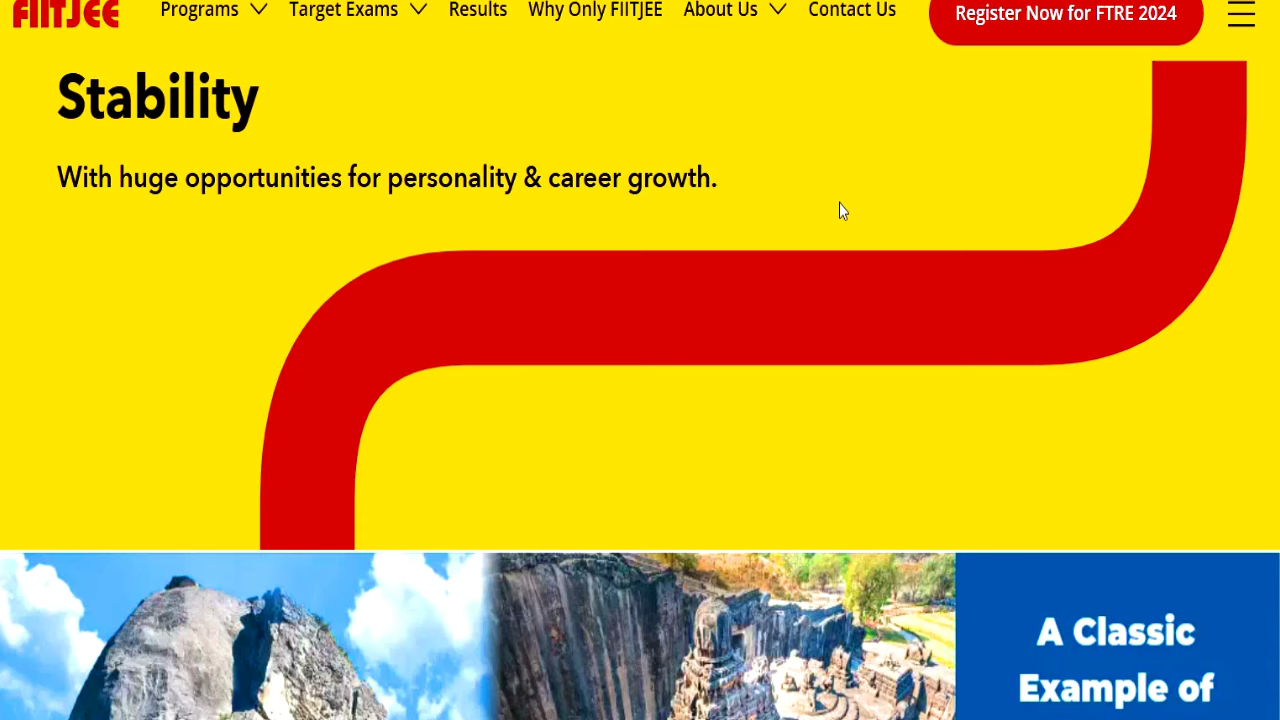 FIITJEE Programs Target Exams Results Why Only FIITJEE About Us Contact Us Register Now for FTRE 2024
Stability
With huge opportunities for personality & career growth.
A Classic
Example of